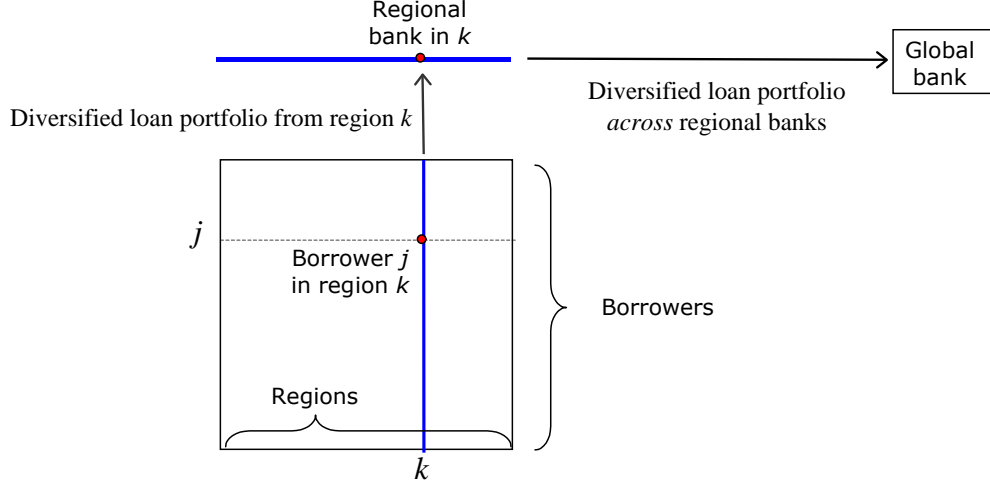 Regional
bank in k
Global
bank
Diversified loan portfolio
across regional banks
Diversified loan portfolio from region k
j
Borrower j
in region k
Borrowers
Regions
k